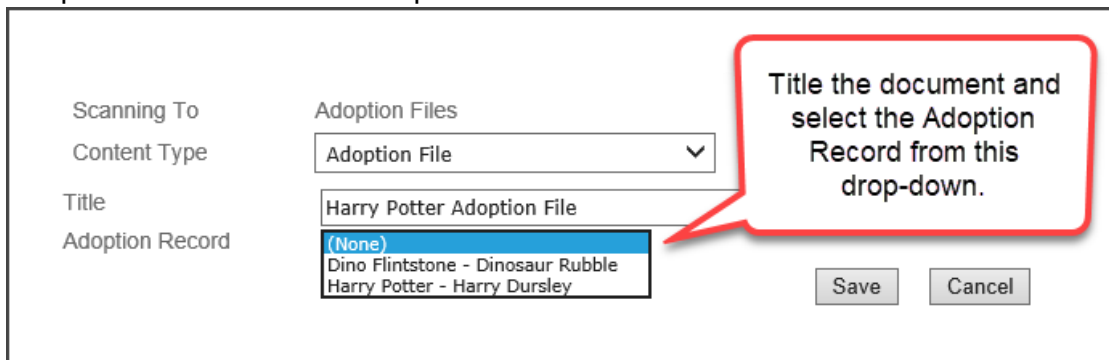 Scanning To Adoption Files
Content Type Adoption File
Title Harry Potter Adoption File
Adoption Record (None)
Dino Flintstone - Dinosaur Rubble
Harry Potter - Harry Dursley
Title the document and
select the Adoption
Record from this
drop-down.
Save Cancel